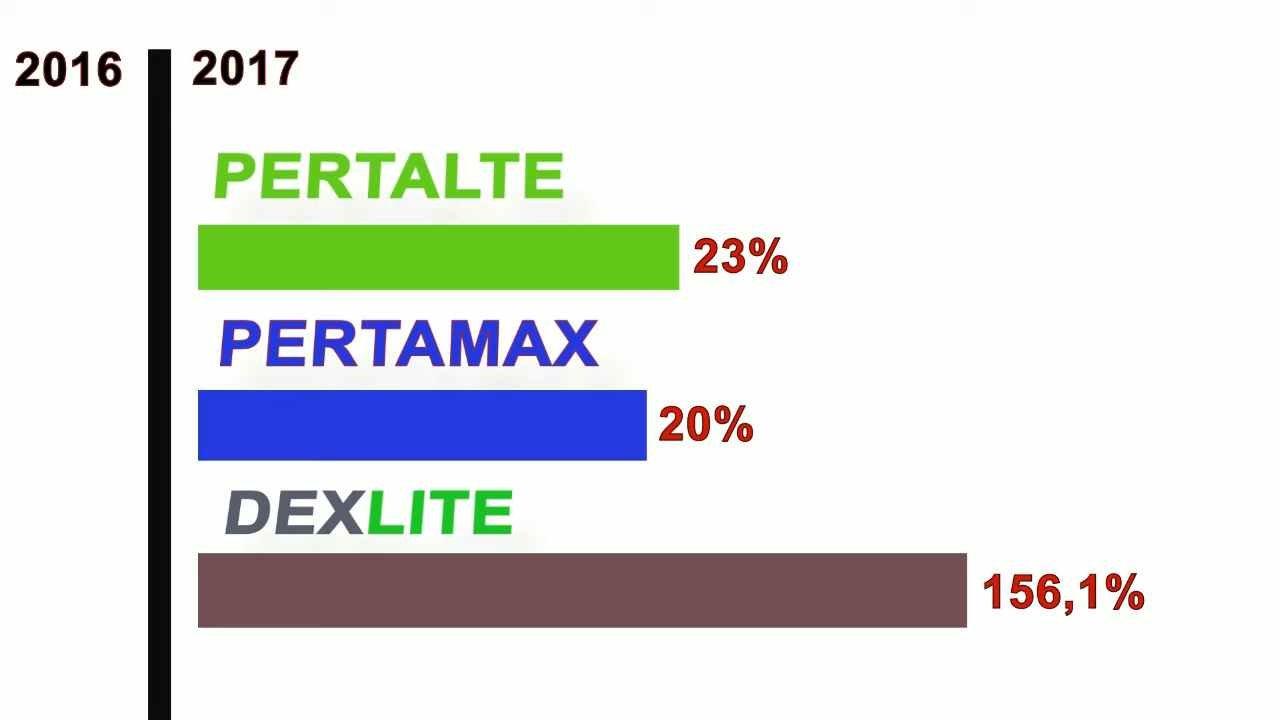 2016 2017
PERTALTE
23%
PERTAMAX
20%
DEXLITE
156,1%